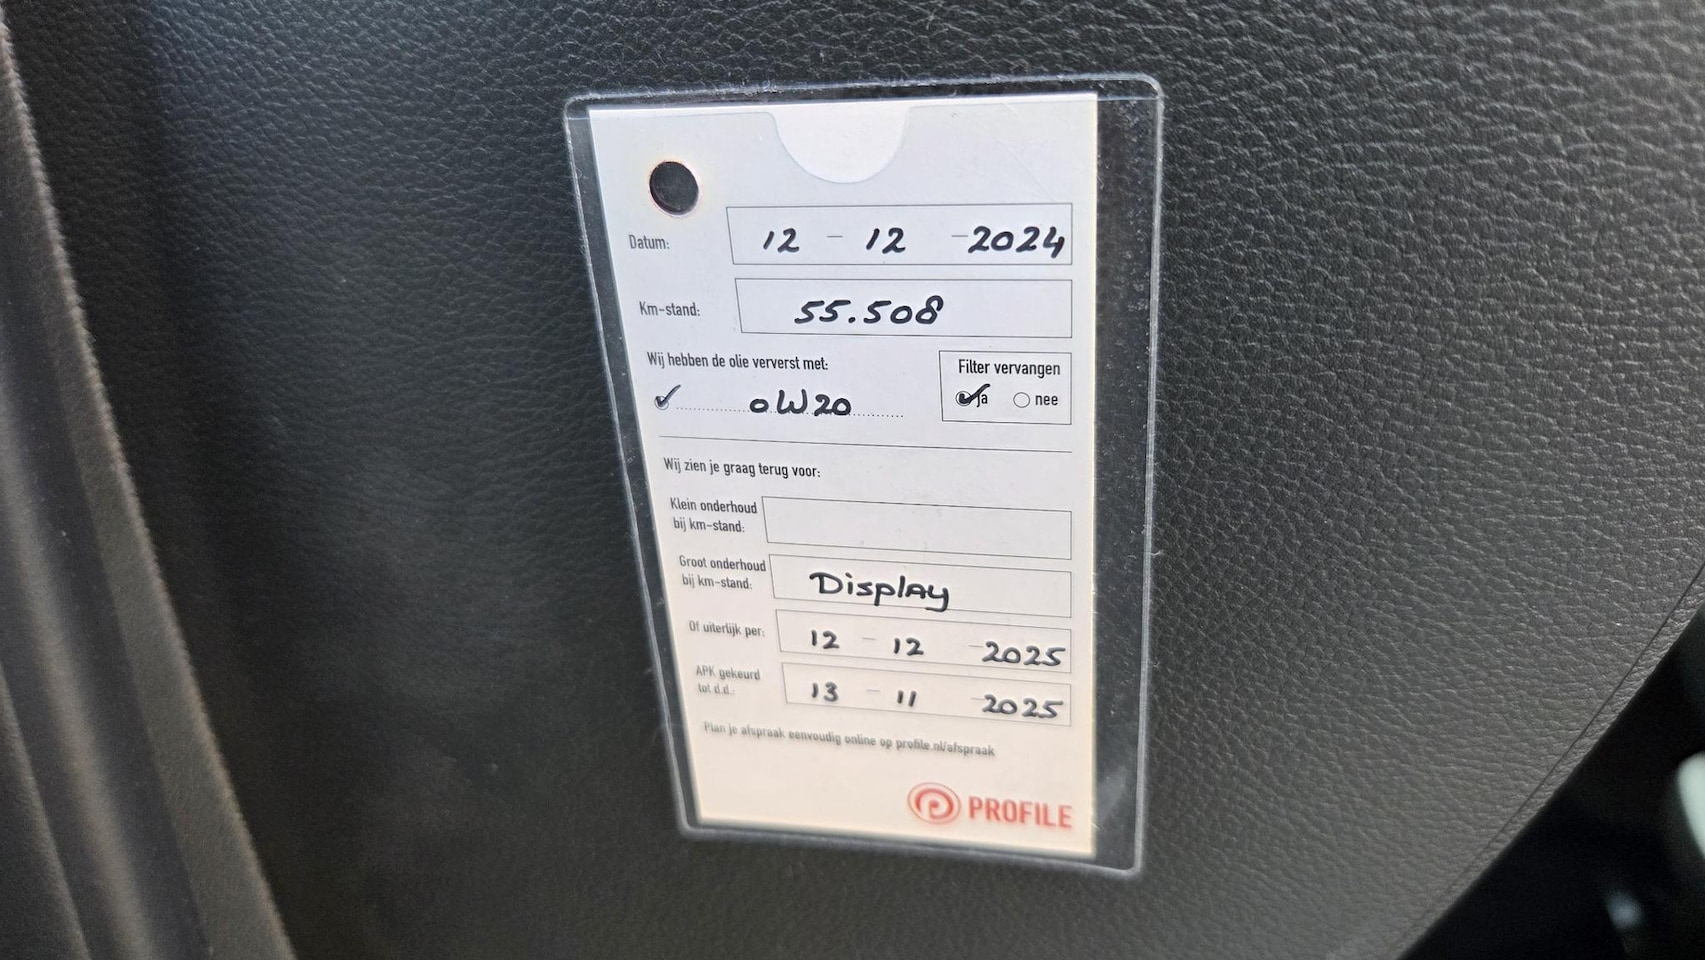 Datum: 12 - 12 - 2024
Km-stand: 55.508
Wij hebben de olie ververst met:
Filter vervangen
0W20
ja nee
Wij zien je graag terug voor:
Klein onderhoud
bij km-stand:
Groot onderhoud
bij km-stand: Display
Of uiterlijk per: 12 - 12 - 2025
APK gekeurd
tot d.d.: 13 - 11 - 2025
Plan je afspraak eenvoudig online op profile.nl/afspraak
PROFILE